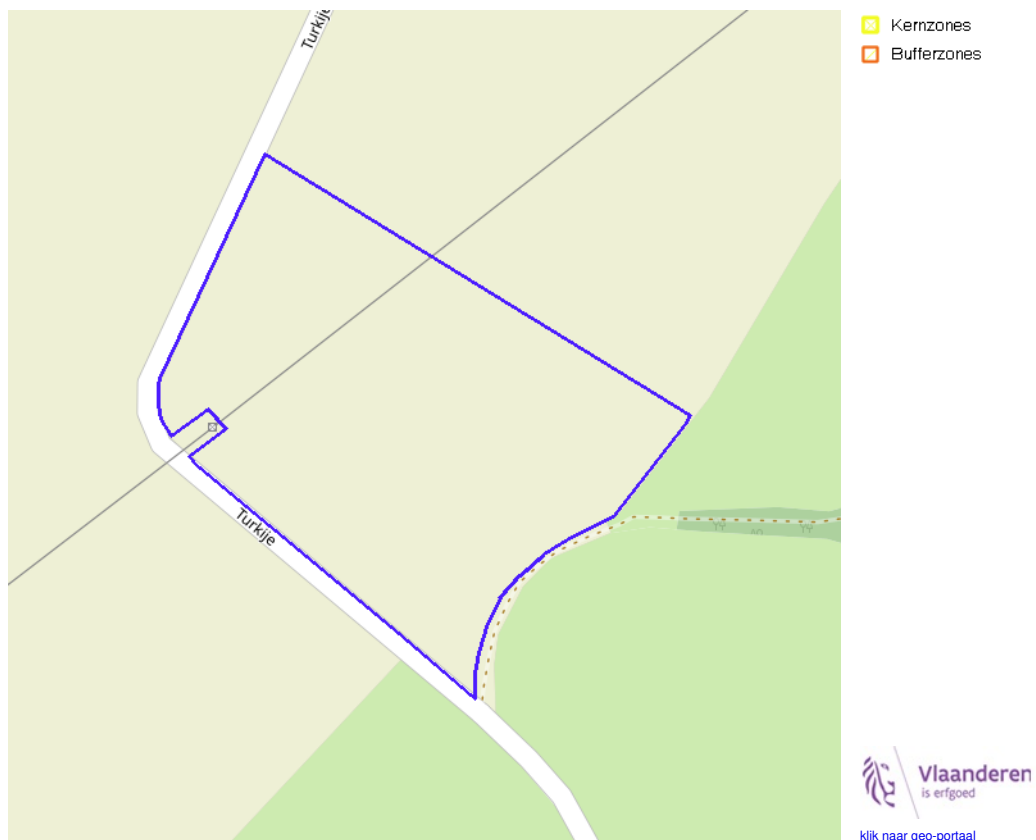 Turkije
Kernzones
Bufferzones
Turkije
Vlaanderen
is erfgoed
klik naar geo-portaal